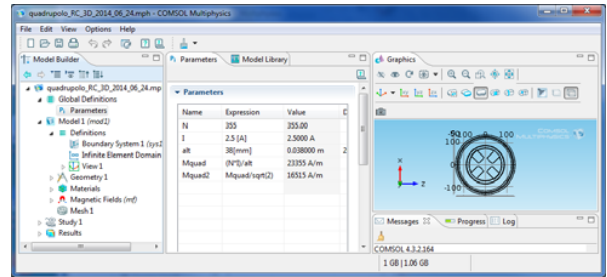 quadrupolo_RC_3D_2014_06_24.mph - COMSOL Multiphysics
File Edit View Options Help
Model Builder
Parameters
Model Library
Graphics
quadrupolo_RC_3D_2014_06_24.mp
Global Definitions
Parameters
Model 1 (mod1)
Definitions
Boundary System 1 (sys1
Infinite Element Domain
View 1
Geometry 1
Materials
Magnetic Fields (mf)
Mesh 1
Study 1
Results
Parameters
Name Expression Value D
N 355 355.00
I 2.5 [A] 2.5000 A
alt 38[mm] 0.038000 m 2
Mquad (N*I)/alt 23355 A/m
Mquad2 Mquad/sqrt(2) 16515 A/m
0 100
100
-100
COMSOL
MULTIPHYSICS
x
y z
Messages Progress Log
COMSOL 4.3.2.164
1 GB | 1.06 GB